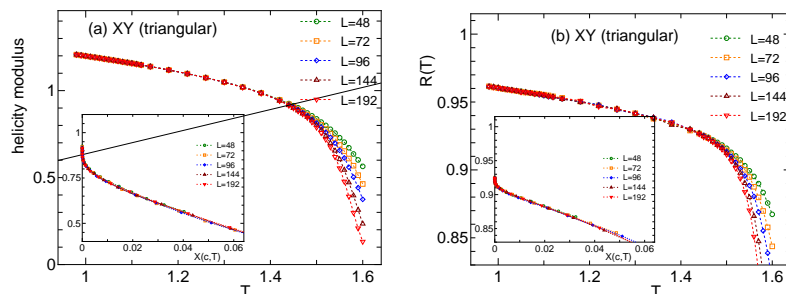 (a) XY (triangular)
L=48
L=72
L=96
L=144
L=192
helicity modulus
1.5
1
0.5
0
1
1.2
1.4
1.6
T
1
0.75
0.5
0
0.02
0.04
0.06
X(c,T)
L=48
L=72
L=96
L=144
L=192
(b) XY (triangular)
L=48
L=72
L=96
L=144
L=192
R(T)
1
0.95
0.9
0.85
1
1.2
1.4
1.6
T
0.95
0.9
0.85
0
0.02
0.04
0.06
X(c,T)
L=48
L=72
L=96
L=144
L=192